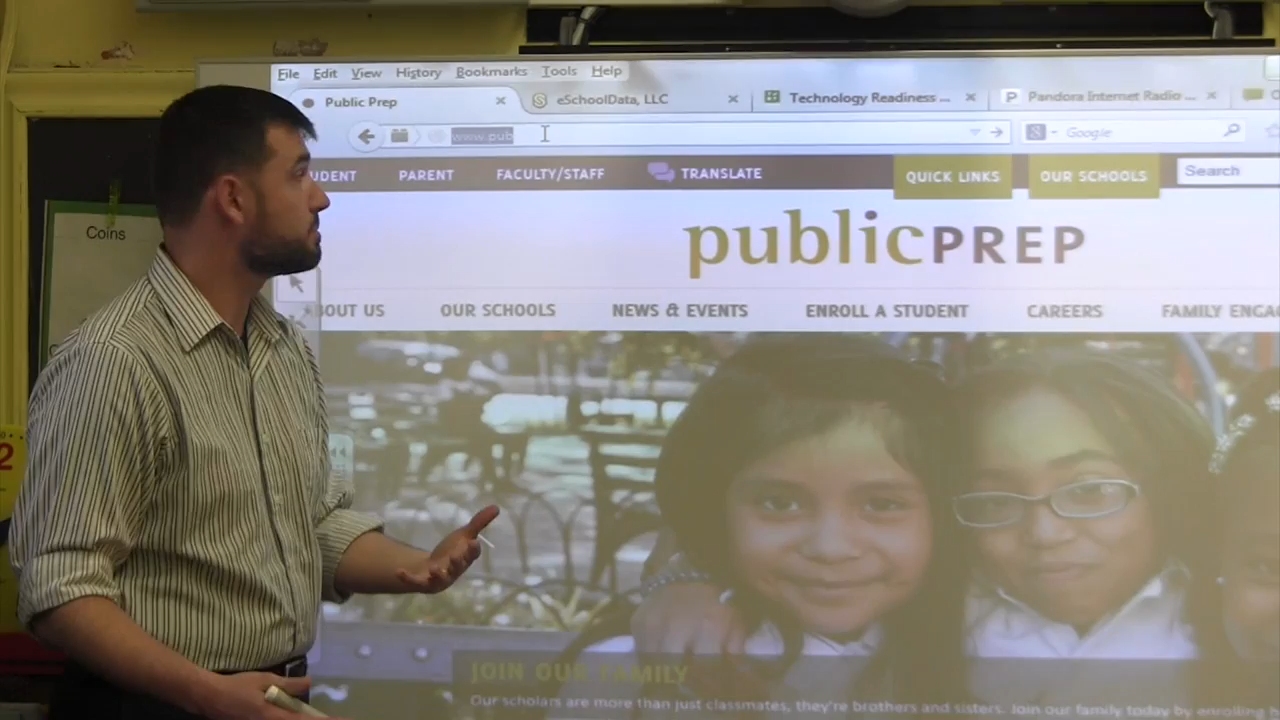 File Edit View History Bookmarks Tools Help
Public Prep eSchoolData, LLC Technology Readiness ... Pandora Internet Radio ...
www.pub Google
UDENT PARENT FACULTY/STAFF TRANSLATE QUICK LINKS OUR SCHOOLS Search
Coins
publicPREP
BOUT US OUR SCHOOLS NEWS & EVENTS ENROLL A STUDENT CAREERS FAMILY ENGA
2
JOIN OUR FAMILY
Our scholars are more than just classmates, they're brothers and sisters. Join our family today by enrolling